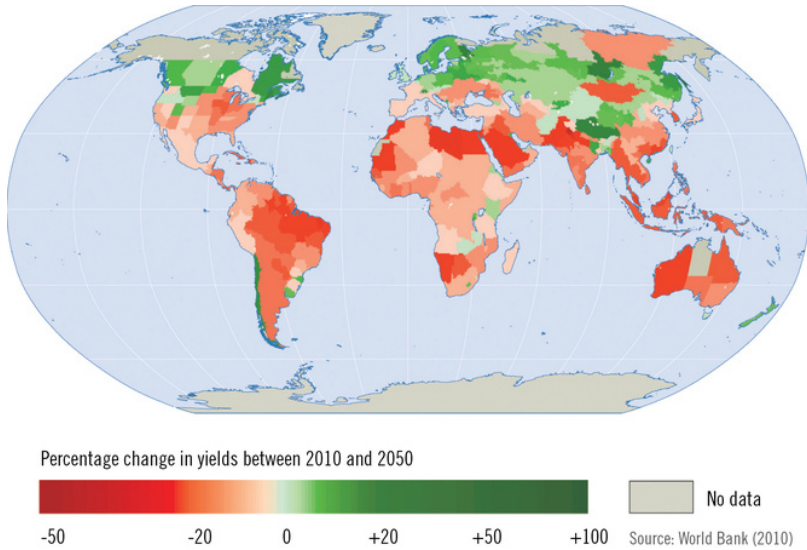 Percentage change in yields between 2010 and 2050
No data
-50 -20 0 +20 +50 +100
Source: World Bank (2010)